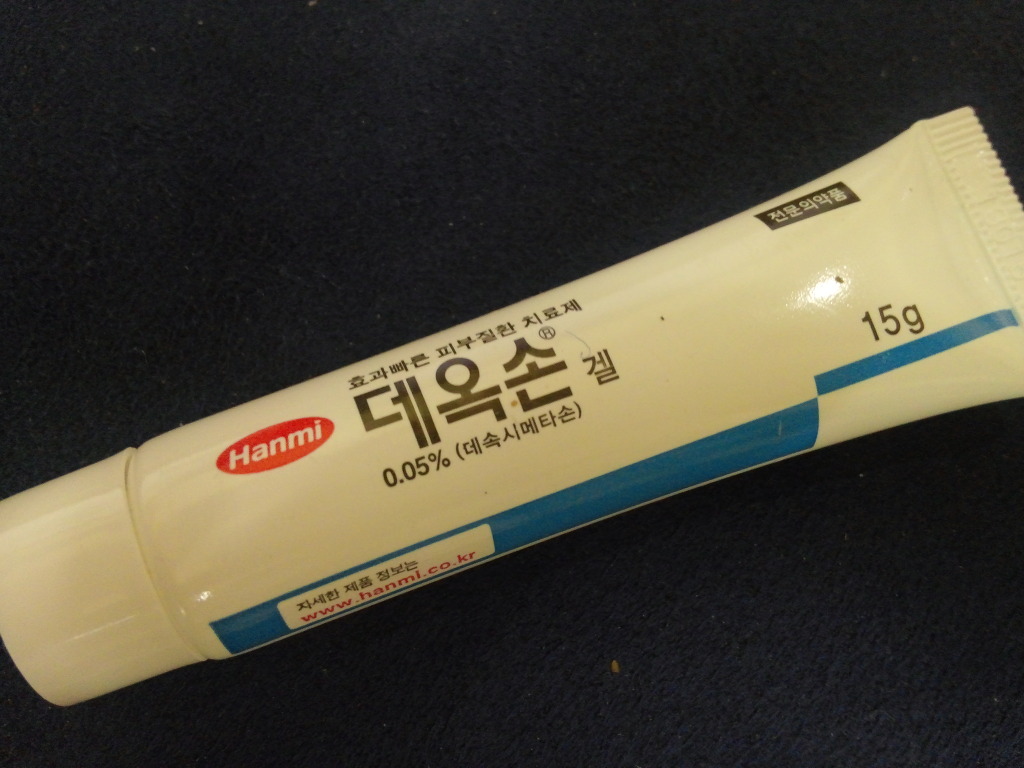 전문의약품
15g
효과빠른 피부질환 치료제
데옥손® 겔
0.05% (데속시메타손)
Hanmi
자세한 제품 정보는
www.hanmi.co.kr